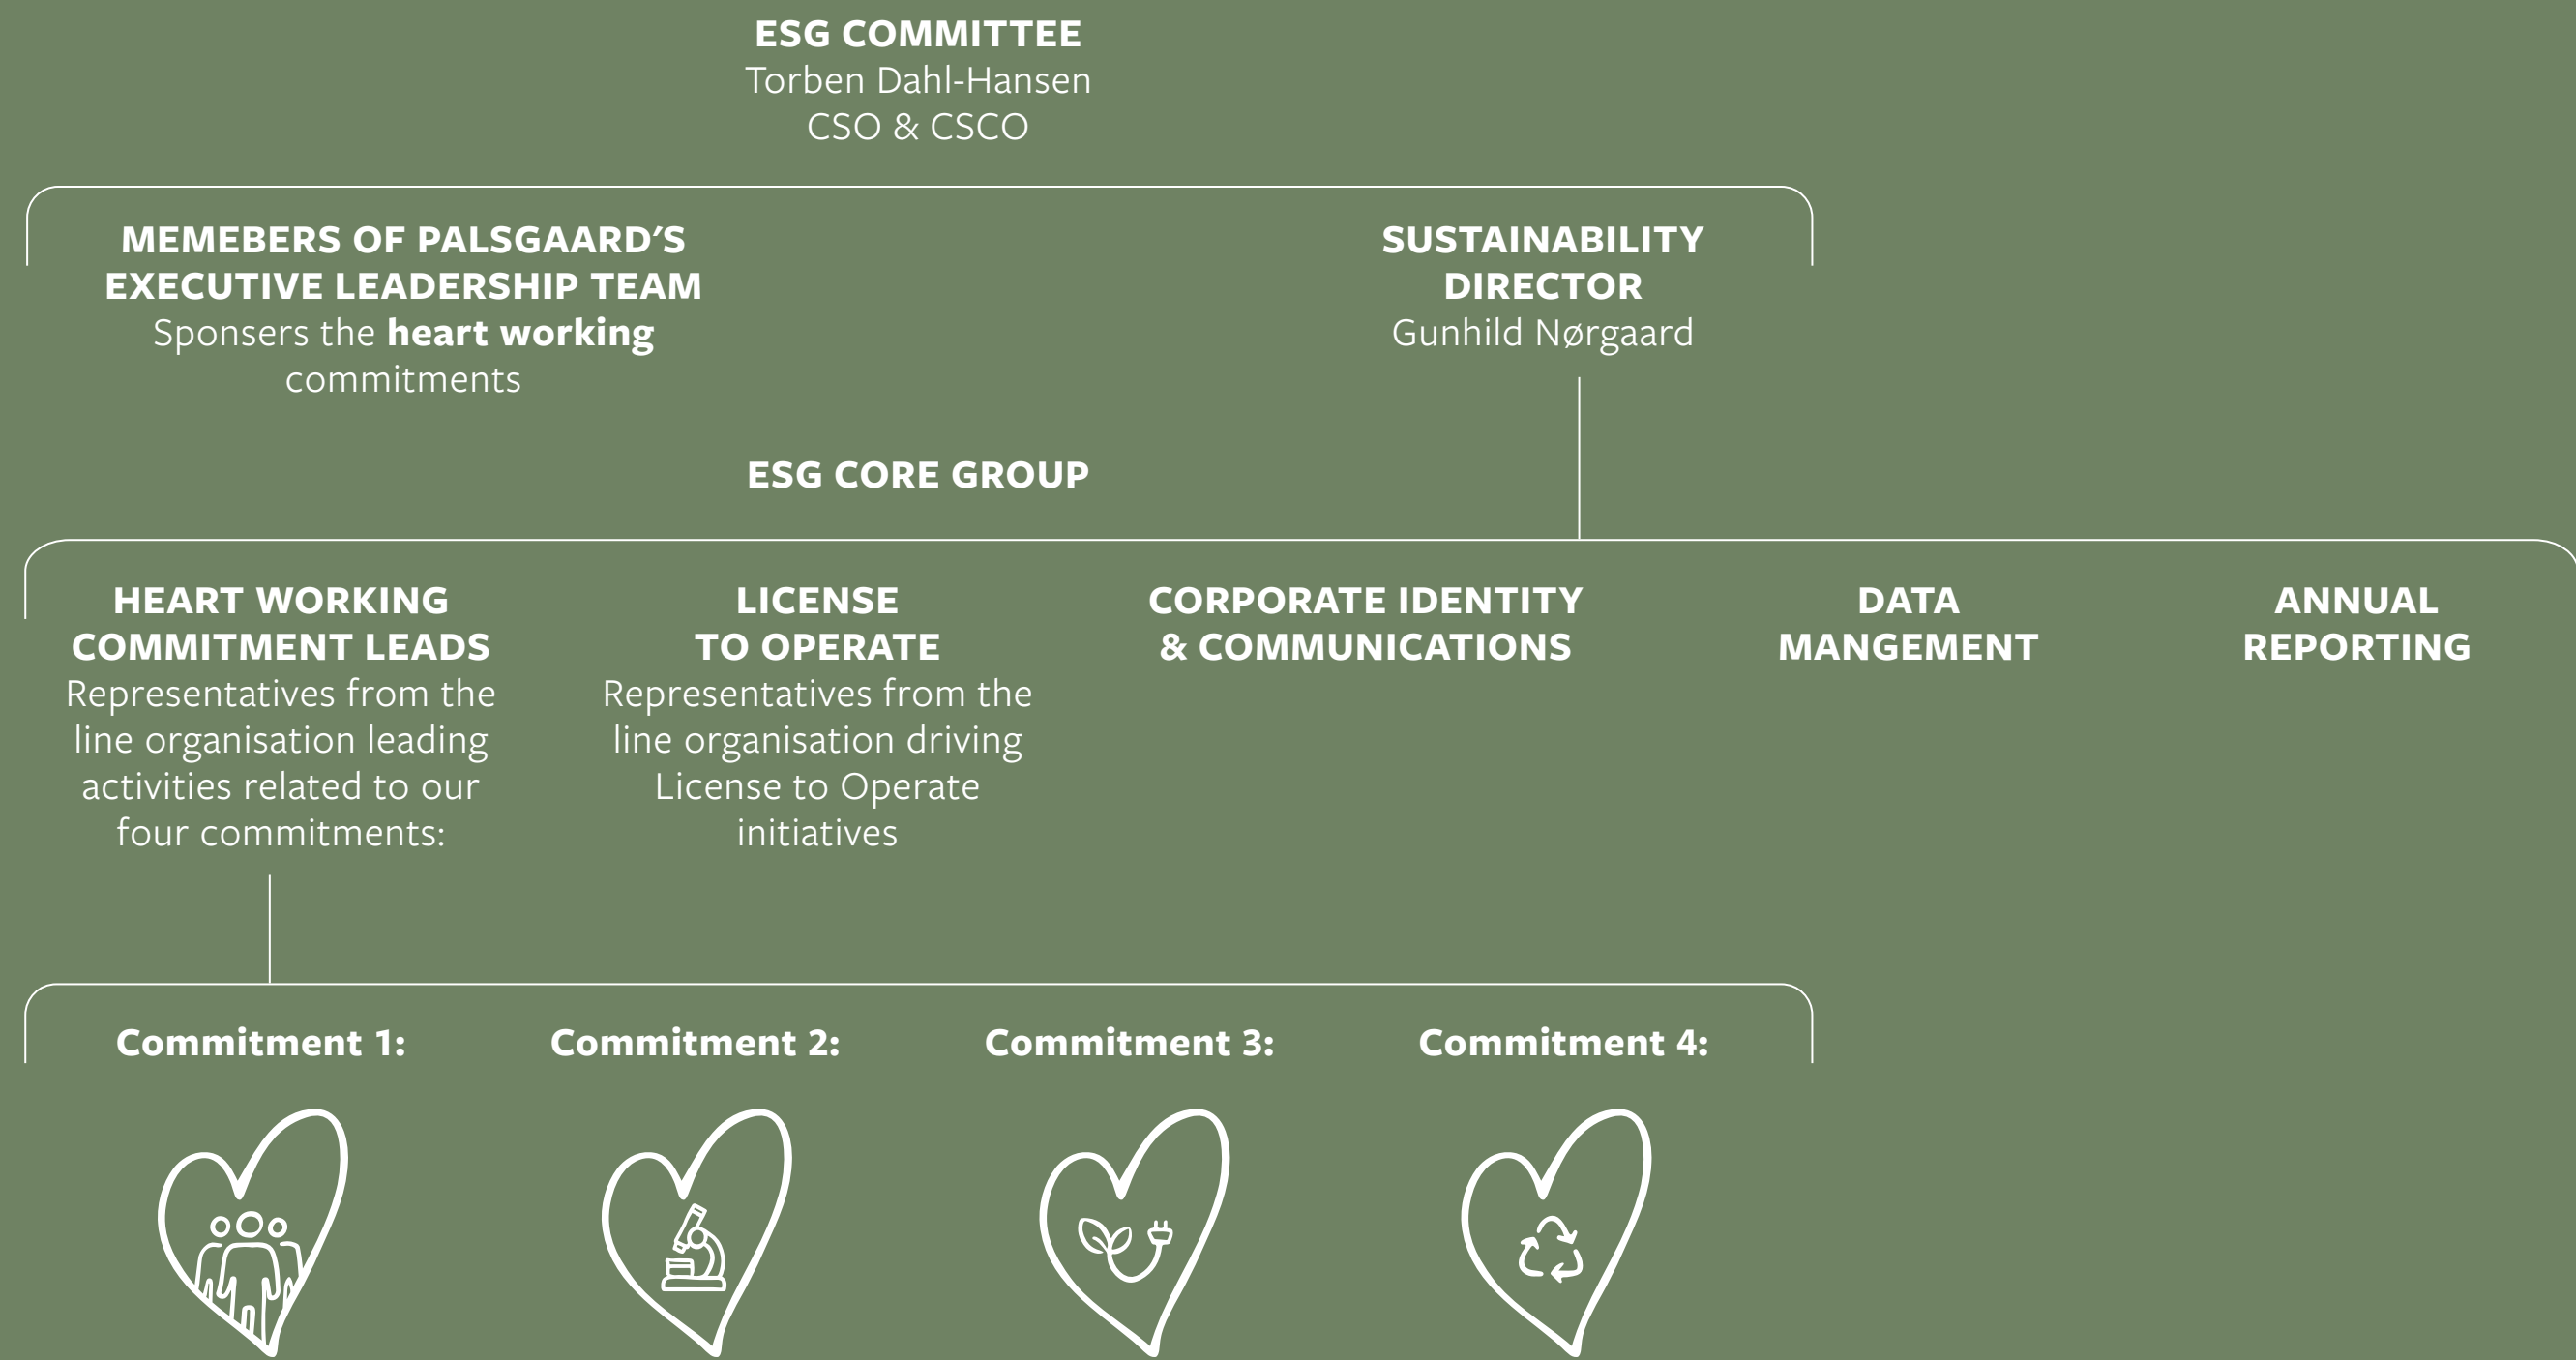 ESG COMMITTEE
Torben Dahl-Hansen
CSO & CSCO
MEMEBERS OF PALSGAARD’S
EXECUTIVE LEADERSHIP TEAM
Sponsers the heart working
commitments
SUSTAINABILITY
DIRECTOR
Gunhild Nørgaard
ESG CORE GROUP
HEART WORKING
COMMITMENT LEADS
Representatives from the
line organisation leading
activities related to our
four commitments:
LICENSE
TO OPERATE
Representatives from the
line organisation driving
License to Operate
initiatives
CORPORATE IDENTITY
& COMMUNICATIONS
DATA
MANGEMENT
ANNUAL
REPORTING
Commitment 1:
Commitment 2:
Commitment 3:
Commitment 4: